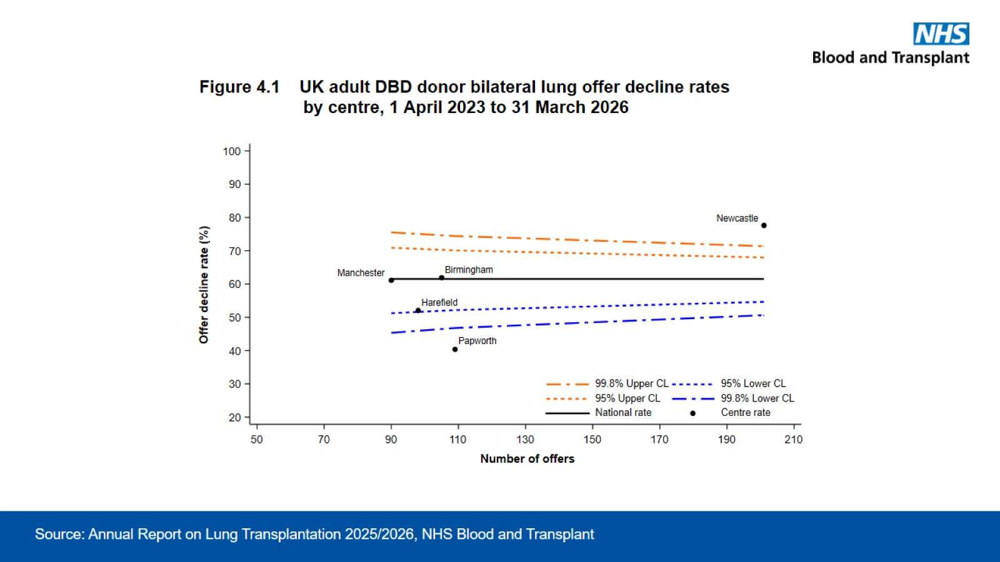 NHS
Blood and Transplant
Figure 4.1 UK adult DBD donor bilateral lung offer decline rates
by centre, 1 April 2023 to 31 March 2026
Offer decline rate (%)
100
90
80
70
60
50
40
30
20
Newcastle
Manchester
Birmingham
Harefield
Papworth
99.8% Upper CL 95% Lower CL
95% Upper CL 99.8% Lower CL
National rate Centre rate
50 70 90 110 130 150 170 190 210
Number of offers
Source: Annual Report on Lung Transplantation 2025/2026, NHS Blood and Transplant